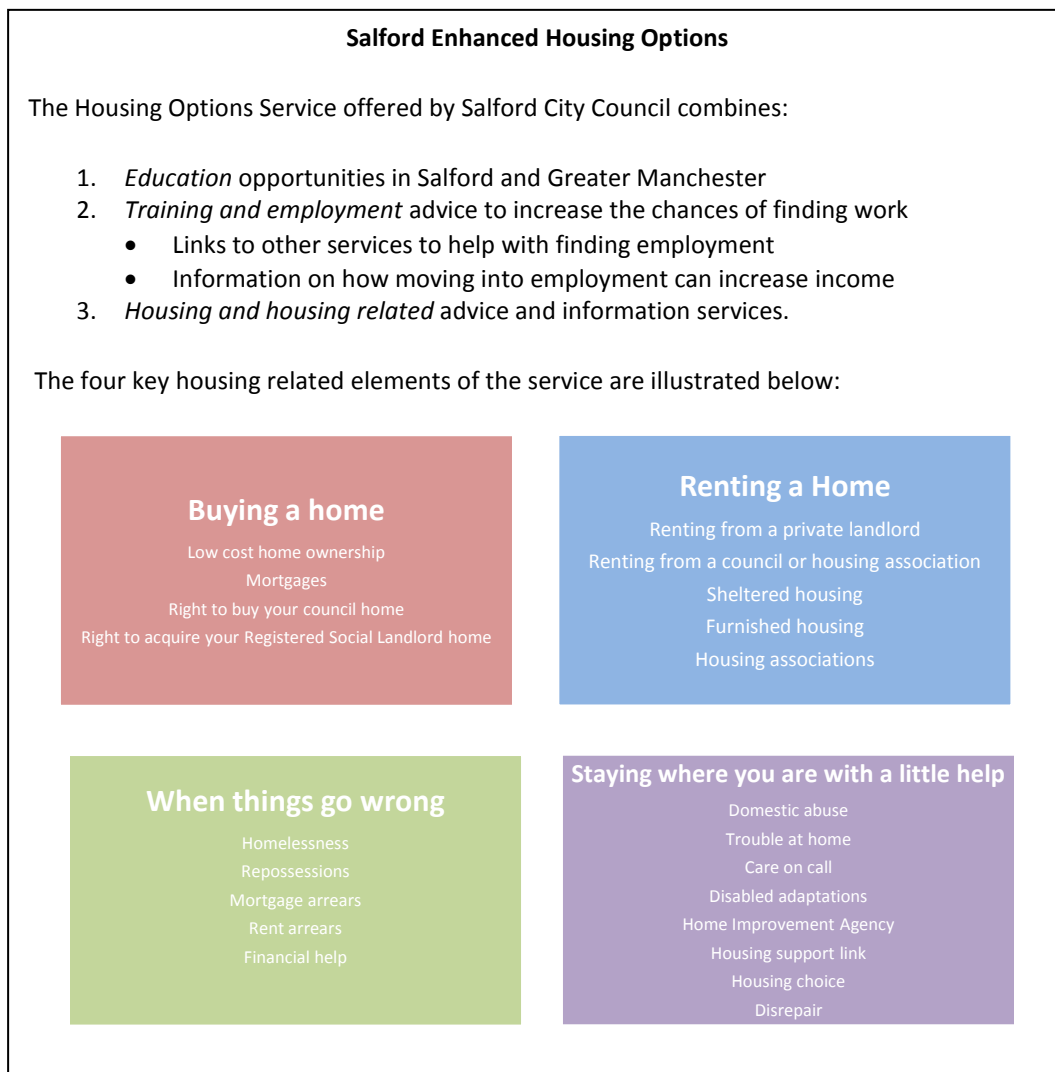 Salford Enhanced Housing Options
The Housing Options Service offered by Salford City Council combines:
1. Education opportunities in Salford and Greater Manchester
2. Training and employment advice to increase the chances of finding work
• Links to other services to help with finding employment
• Information on how moving into employment can increase income
3. Housing and housing related advice and information services.
The four key housing related elements of the service are illustrated below:
Buying a home
Low cost home ownership
Mortgages
Right to buy your council home
Right to acquire your Registered Social Landlord home
Renting a Home
Renting from a private landlord
Renting from a council or housing association
Sheltered housing
Furnished housing
Housing associations
When things go wrong
Homelessness
Repossessions
Mortgage arrears
Rent arrears
Financial help
Staying where you are with a little help
Domestic abuse
Trouble at home
Care on call
Disabled adaptations
Home Improvement Agency
Housing support link
Housing choice
Disrepair